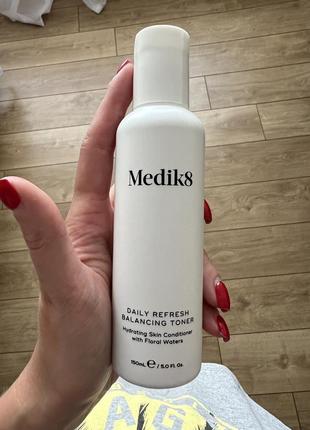 Medik8
DAILY REFRESH
BALANCING TONER
Hydrating Skin Conditioner
with Floral Waters
150mL ℮ / 5.0 Fl. Oz.